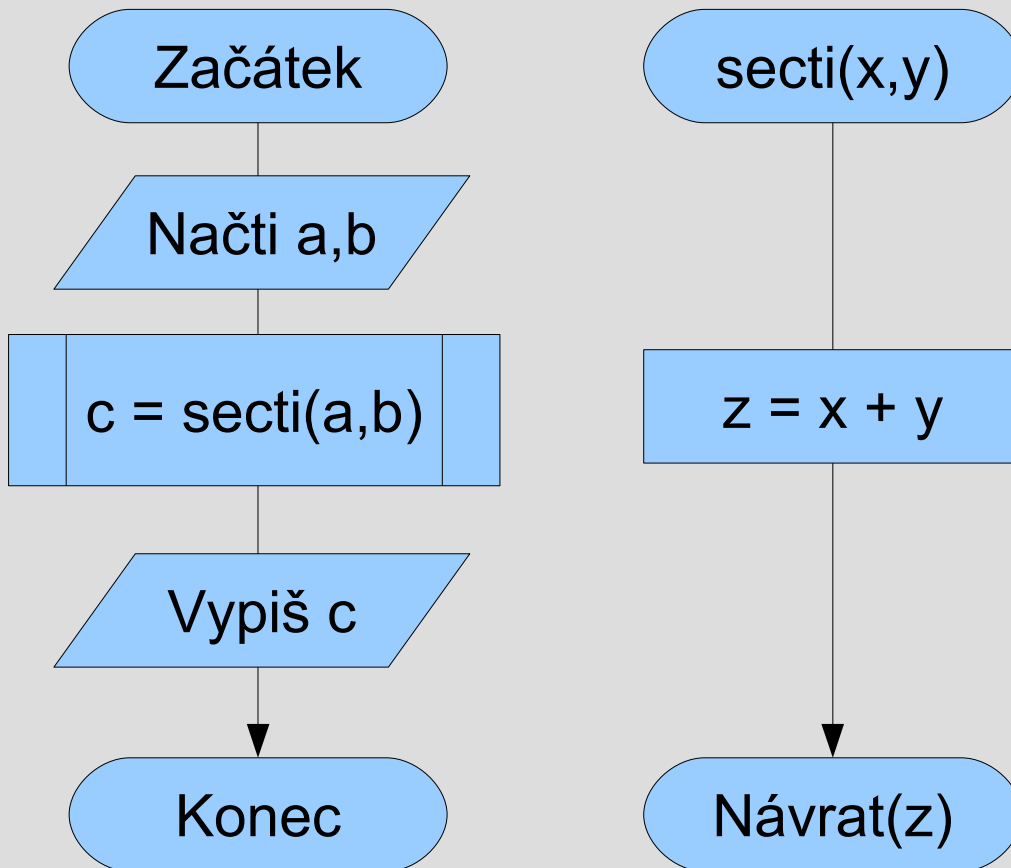 Začátek
Načti a,b
c = secti(a,b)
Vypiš c
Konec
secti(x,y)
z = x + y
Návrat(z)